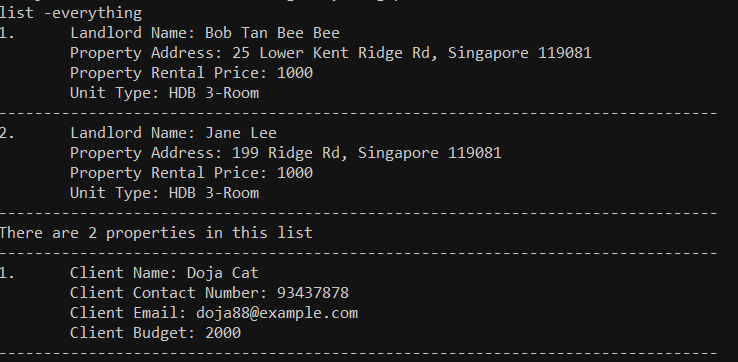 list -everything
1. Landlord Name: Bob Tan Bee Bee
Property Address: 25 Lower Kent Ridge Rd, Singapore 119081
Property Rental Price: 1000
Unit Type: HDB 3-Room
--------------------------------------------------------------------------------
2. Landlord Name: Jane Lee
Property Address: 199 Ridge Rd, Singapore 119081
Property Rental Price: 1000
Unit Type: HDB 3-Room
--------------------------------------------------------------------------------
There are 2 properties in this list
--------------------------------------------------------------------------------
1. Client Name: Doja Cat
Client Contact Number: 93437878
Client Email: doja88@example.com
Client Budget: 2000
--------------------------------------------------------------------------------